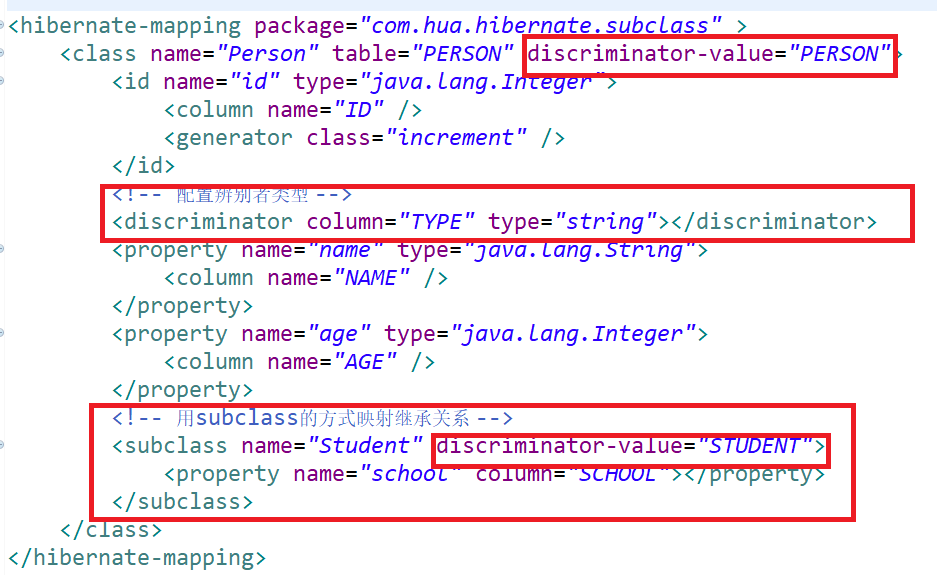 <hibernate-mapping package="com.hua.hibernate.subclass" >
<class name="Person" table="PERSON" discriminator-value="PERSON">
<id name="id" type="java.lang.Integer">
<column name="ID" />
<generator class="increment" />
</id>
<!-- 配置辨别者类型 -->
<discriminator column="TYPE" type="string"></discriminator>
<property name="name" type="java.lang.String">
<column name="NAME" />
</property>
<property name="age" type="java.lang.Integer">
<column name="AGE" />
</property>
<!-- 用subclass的方式映射继承关系 -->
<subclass name="Student" discriminator-value="STUDENT">
<property name="school" column="SCHOOL"></property>
</subclass>
</class>
</hibernate-mapping>